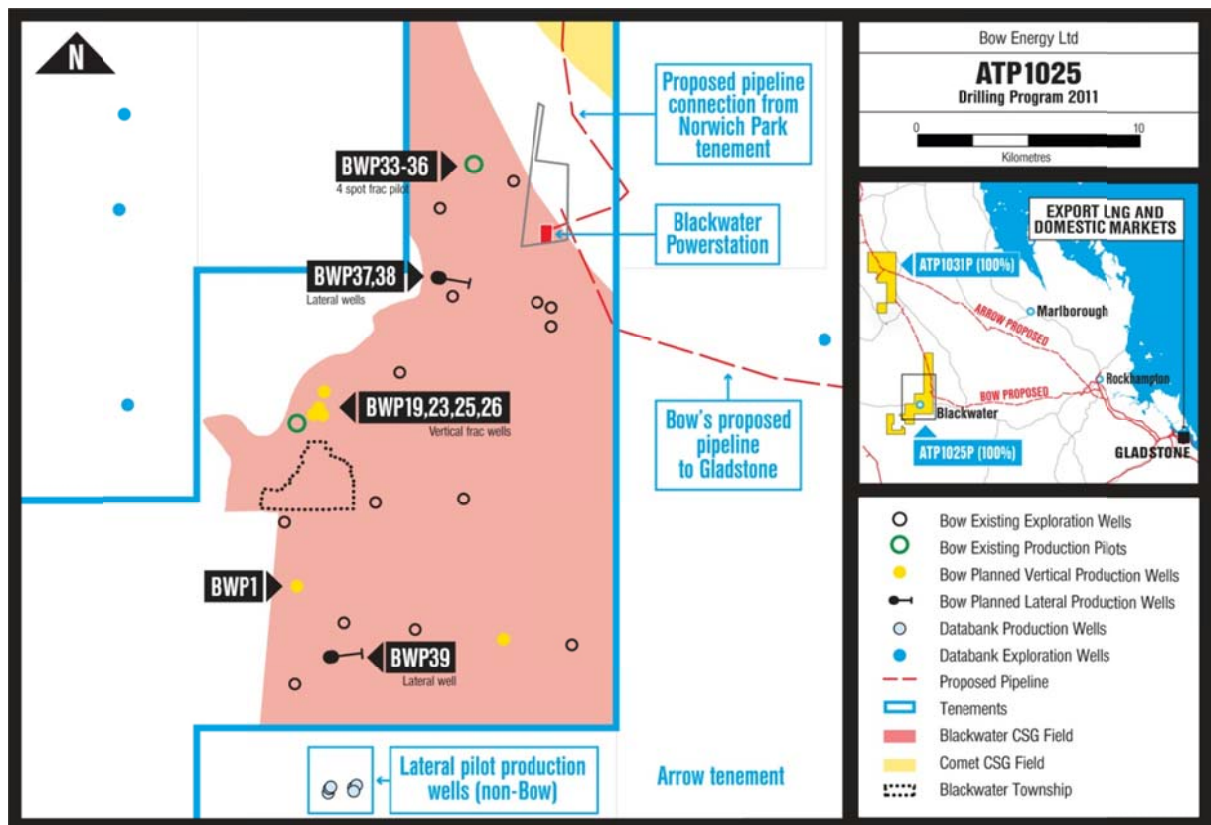 N
BWP33-36
4 spot frac pilot
BWP37,38
Lateral wells
BWP19,23,25,26
Vertical frac wells
BWP1
BWP39
Lateral well
Proposed pipeline
connection from
Norwich Park
tenement
Blackwater
Powerstation
Bow's proposed
pipeline
to Gladstone
Lateral pilot production
wells (non-Bow)
Arrow tenement
Bow Energy Ltd
ATP1025
Drilling Program 2011
0
10
Kilometres
EXPORT LNG AND
DOMESTIC MARKETS
ATP1031P (100%)
Marlborough
ARROW PROPOSED
Rockhampton
BOW PROPOSED
Blackwater
ATP1025P (100%)
GLADSTONE
Bow Existing Exploration Wells
Bow Existing Production Pilots
Bow Planned Vertical Production Wells
Bow Planned Lateral Production Wells
Databank Production Wells
Databank Exploration Wells
Proposed Pipeline
Tenements
Blackwater CSG Field
Comet CSG Field
Blackwater Township